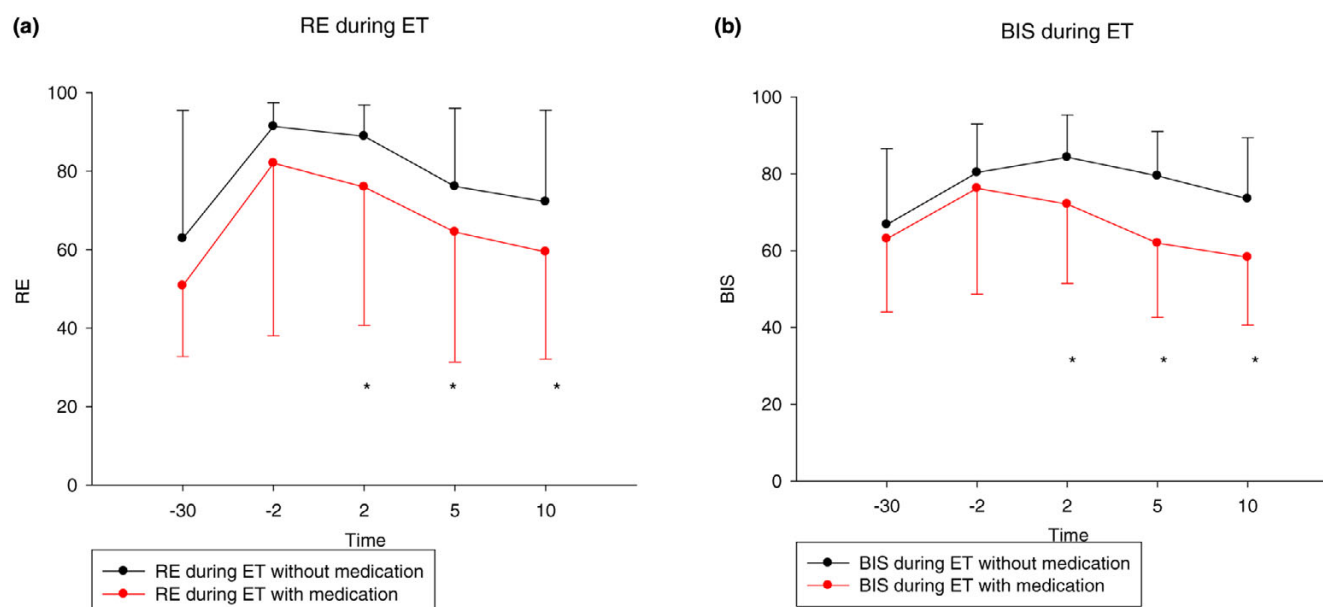 (a)
RE during ET
100
80
60
40
20
0
RE
* * *
-30 -2 2 5 10
Time
RE during ET without medication
RE during ET with medication
(b)
BIS during ET
100
80
60
40
20
0
BIS
* * *
-30 -2 2 5 10
Time
BIS during ET without medication
BIS during ET with medication